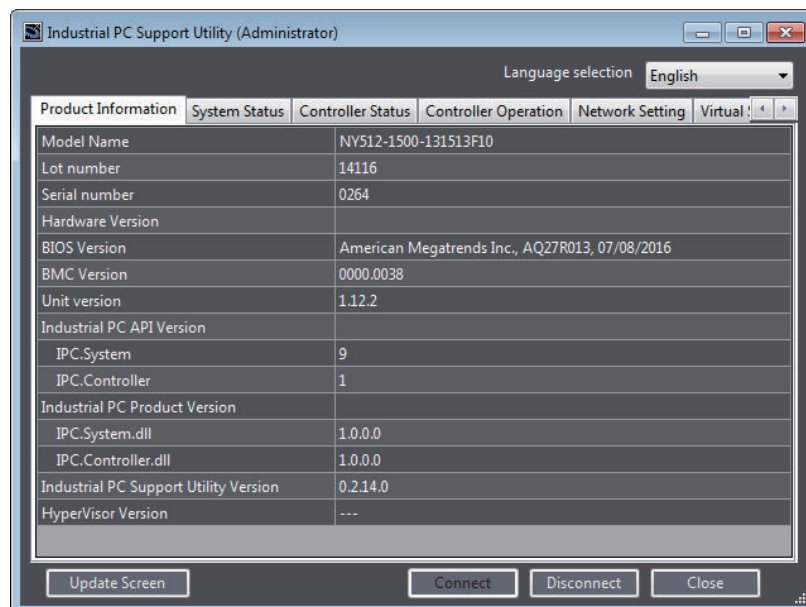 Industrial PC Support Utility (Administrator)
Language selection English
Product Information System Status Controller Status Controller Operation Network Setting Virtual
Model Name NY512-1500-131513F10
Lot number 14116
Serial number 0264
Hardware Version
BIOS Version American Megatrends Inc., AQ27R013, 07/08/2016
BMC Version 0000.0038
Unit version 1.12.2
Industrial PC API Version
IPC.System 9
IPC.Controller 1
Industrial PC Product Version
IPC.System.dll 1.0.0.0
IPC.Controller.dll 1.0.0.0
Industrial PC Support Utility Version 0.2.14.0
HyperVisor Version ---
Update Screen Connect Disconnect Close